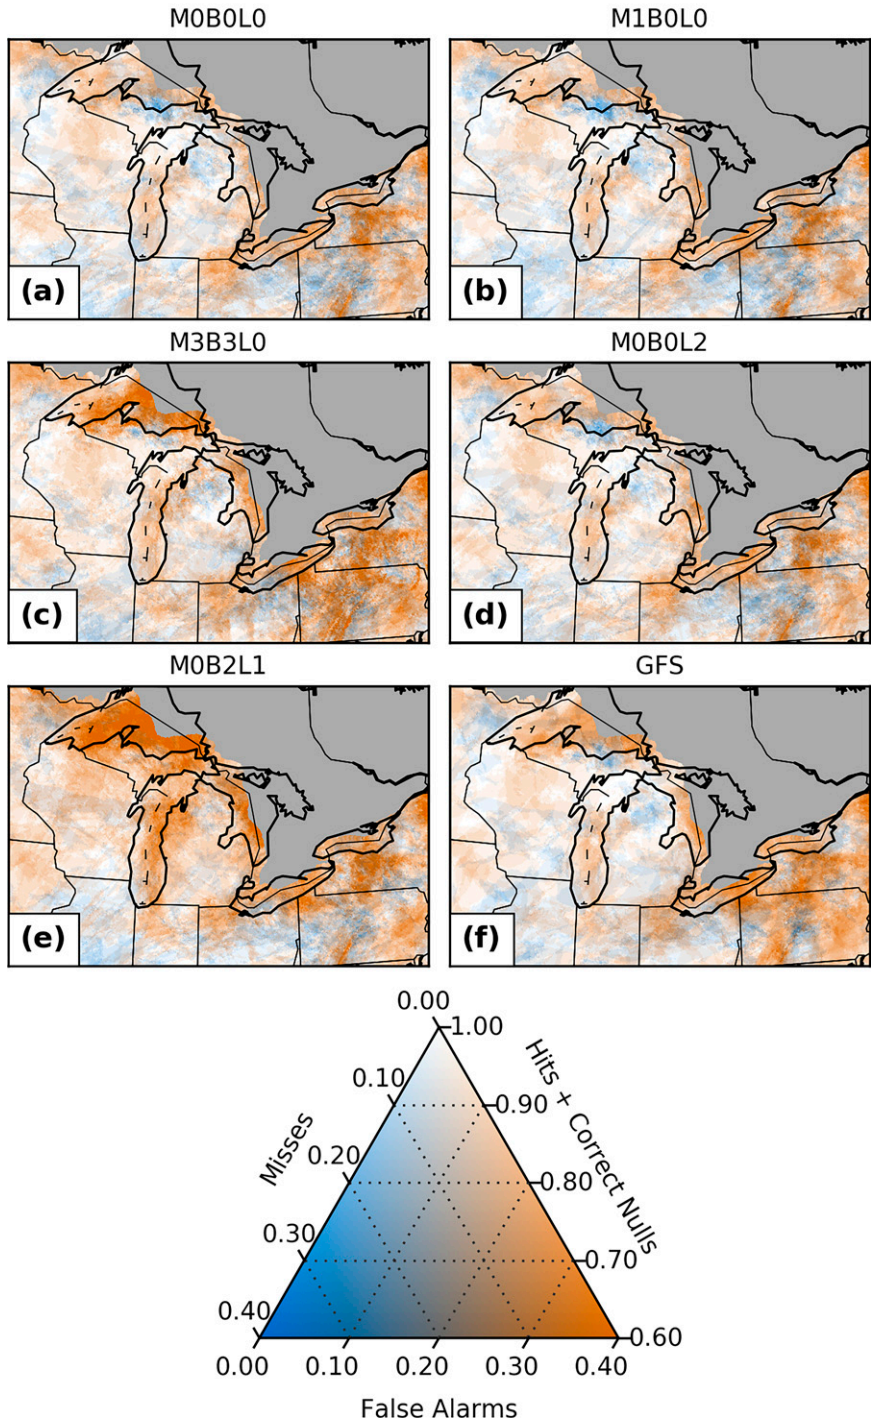 M0B0L0
M1B0L0
(a)
(b)
M3B3L0
M0B0L2
(c)
(d)
M0B2L1
GFS
(e)
(f)
0.00
1.00
0.10
0.90
0.20
0.80
0.30
0.70
0.40
0.60
Misses
Hits + Correct Nulls
0.00
0.10
0.20
0.30
0.40
False Alarms